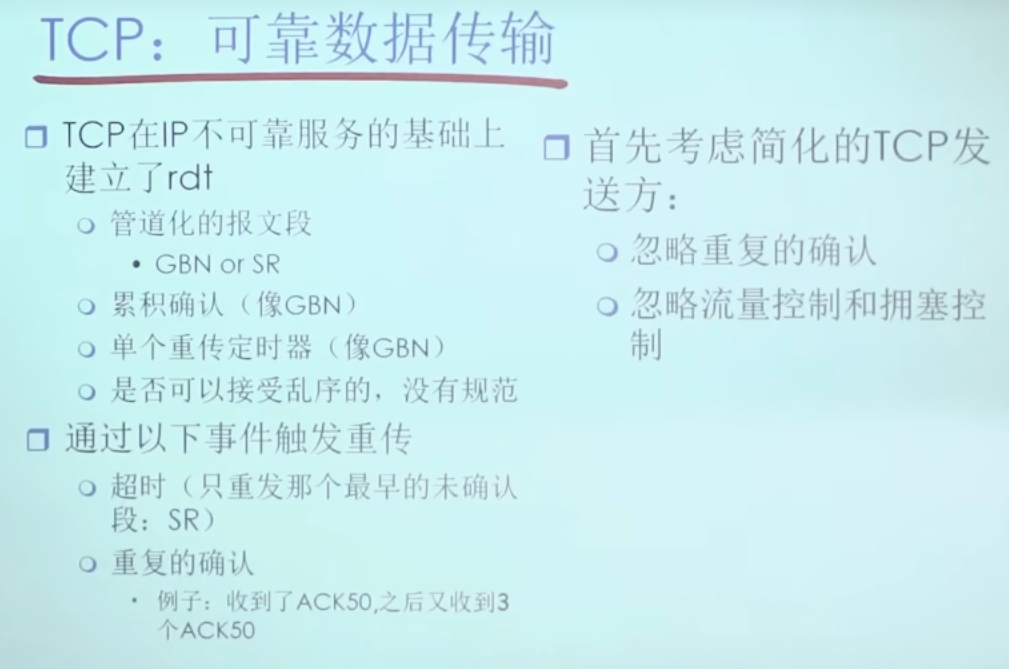 TCP：可靠数据传输
TCP在IP不可靠服务的基础上
建立了rdt
管道化的报文段
• GBN or SR
累积确认（像GBN）
单个重传定时器（像GBN）
是否可以接受乱序的，没有规范
通过以下事件触发重传
超时（只重发那个最早的未确认
段：SR）
重复的确认
• 例子：收到了ACK50,之后又收到3
个ACK50
首先考虑简化的TCP发
送方：
忽略重复的确认
忽略流量控制和拥塞控
制